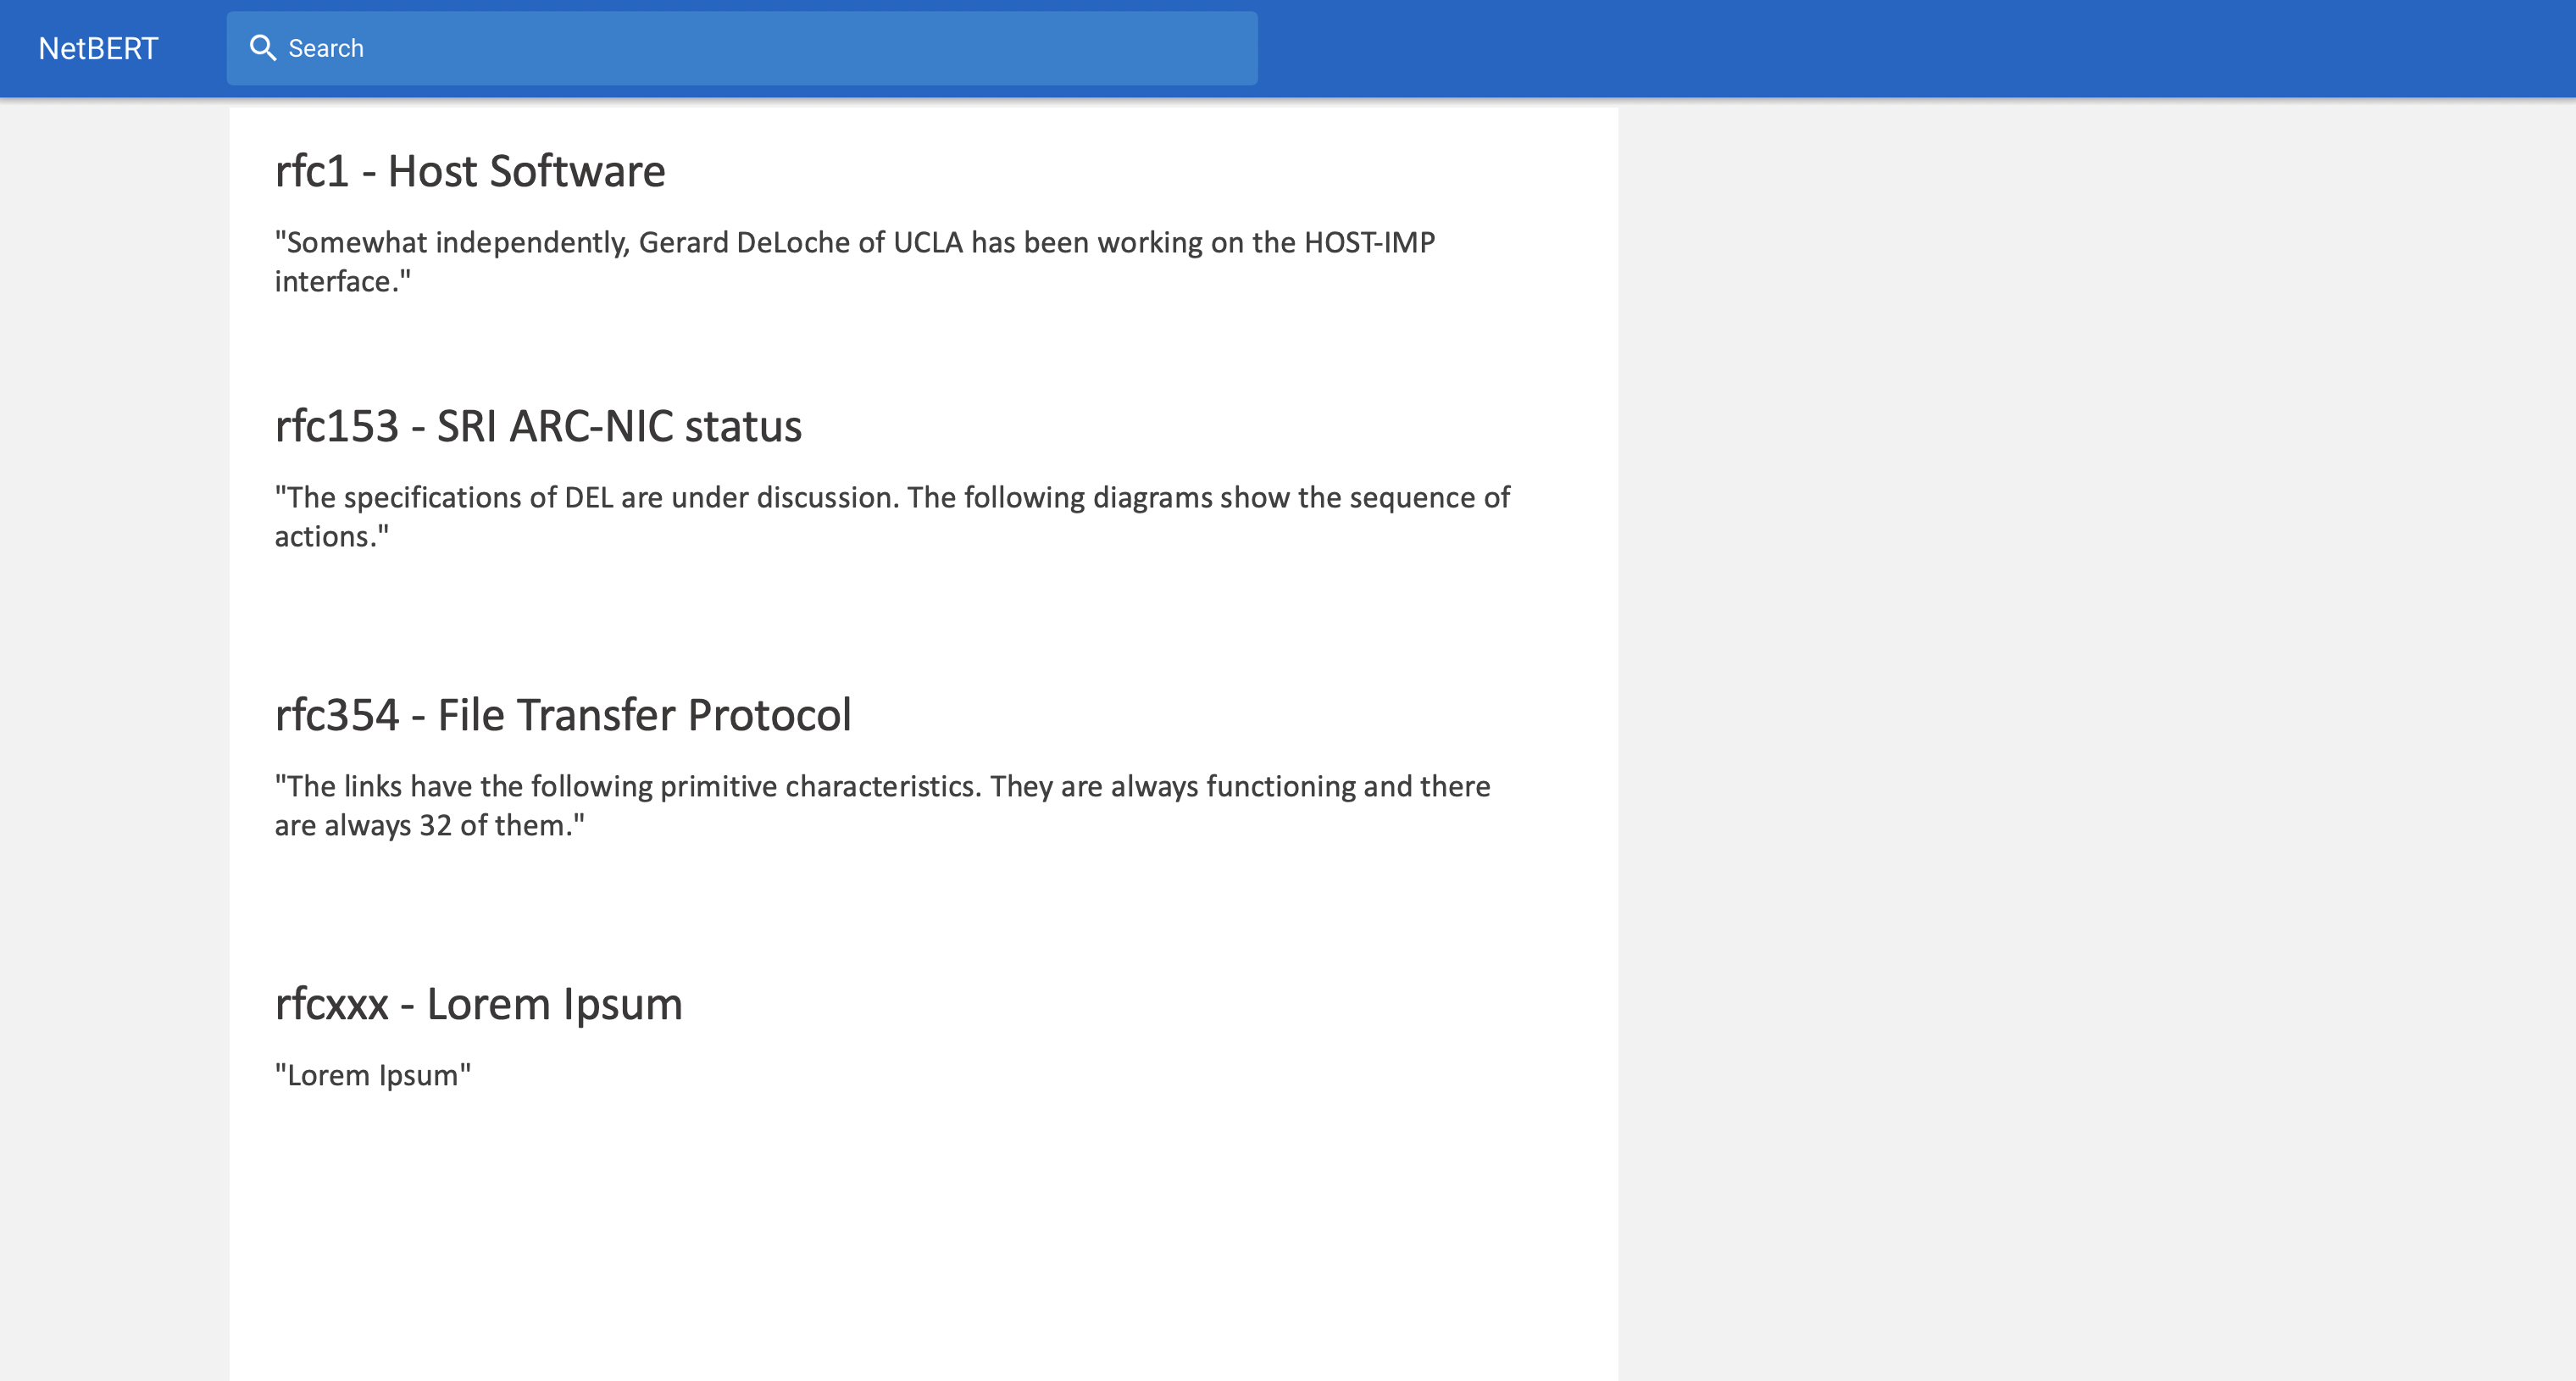 NetBERT
Search
rfc1 - Host Software
"Somewhat independently, Gerard DeLoche of UCLA has been working on the HOST-IMP
interface."
rfc153 - SRI ARC-NIC status
"The specifications of DEL are under discussion. The following diagrams show the sequence of
actions."
rfc354 - File Transfer Protocol
"The links have the following primitive characteristics. They are always functioning and there
are always 32 of them."
rfcxxx - Lorem Ipsum
"Lorem Ipsum"